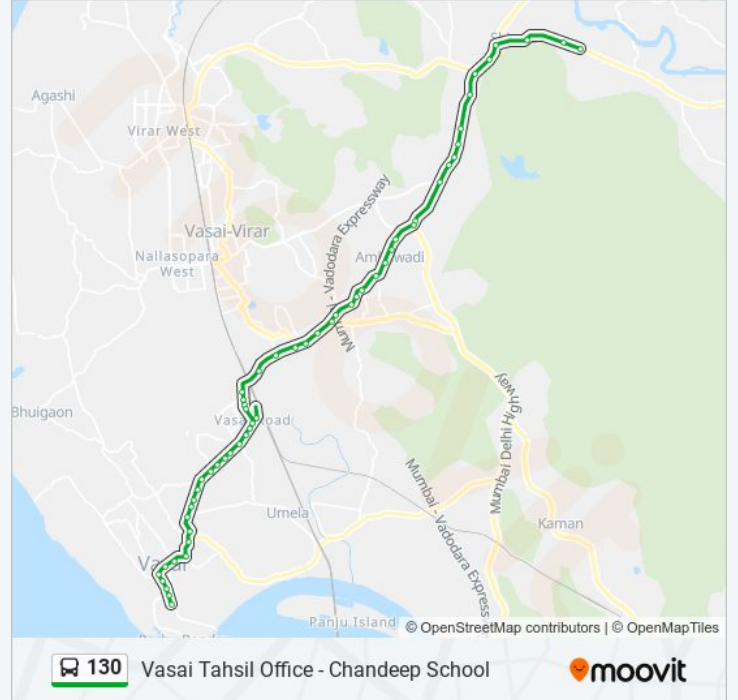 Agashi
Virar West
Vasai-Virar
Nallasopara
West
Mumbai - Vadodara Expressway
Bhuigaon
Mumbai Delhi Highway
Umela
Mumbai - Vadodara Express
Kaman
Panju Island
© OpenStreetMap contributors | © OpenMapTiles
130 Vasai Tahsil Office - Chandeep School moovit